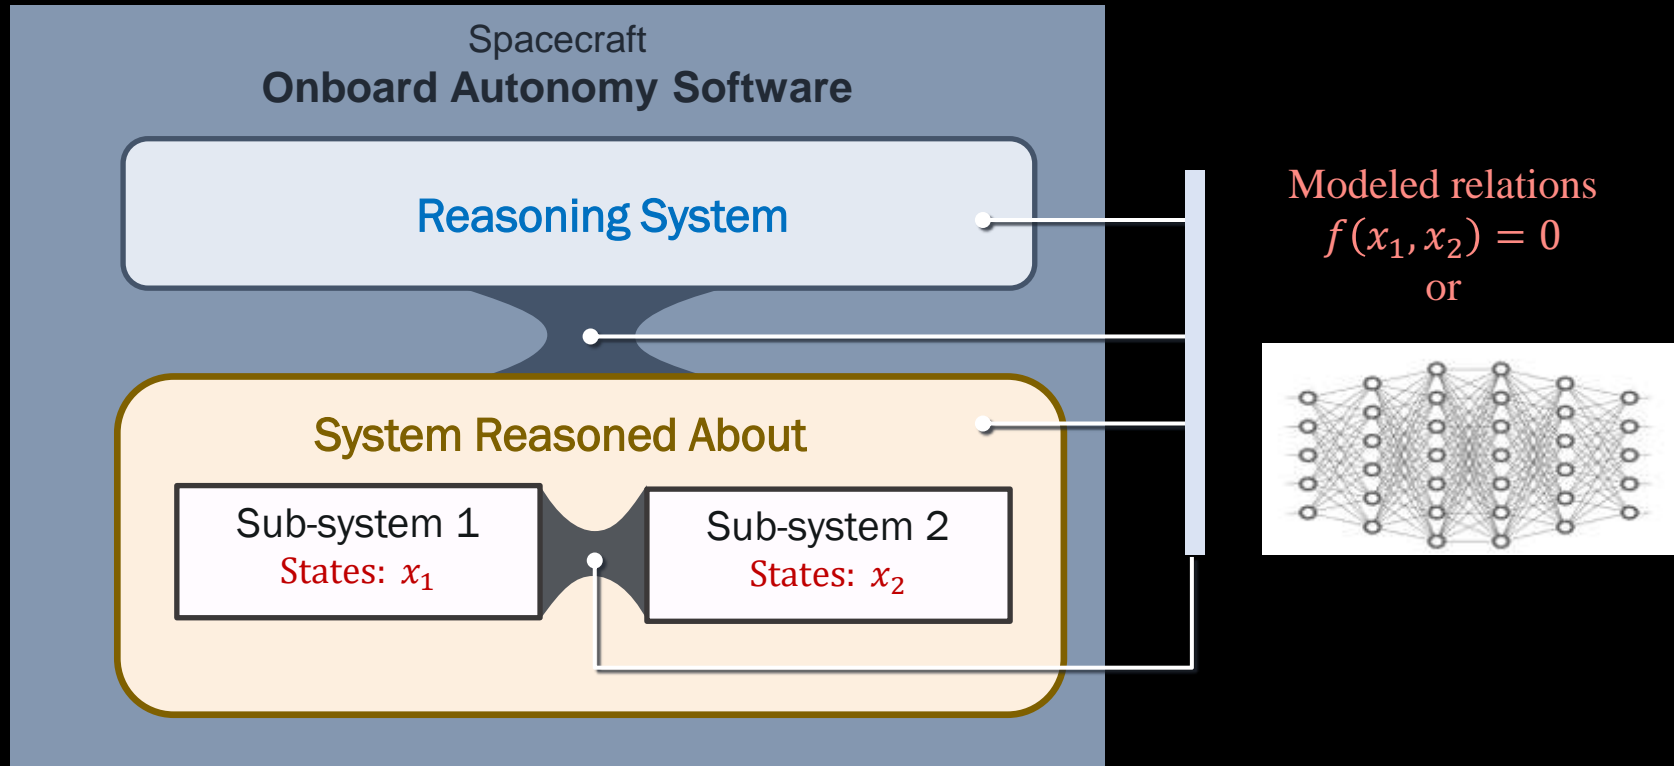 Spacecraft
Onboard Autonomy Software
Reasoning System
System Reasoned About
Sub-system 1
States: x₁
Sub-system 2
States: x₂
Modeled relations
f(x₁, x₂) = 0
or